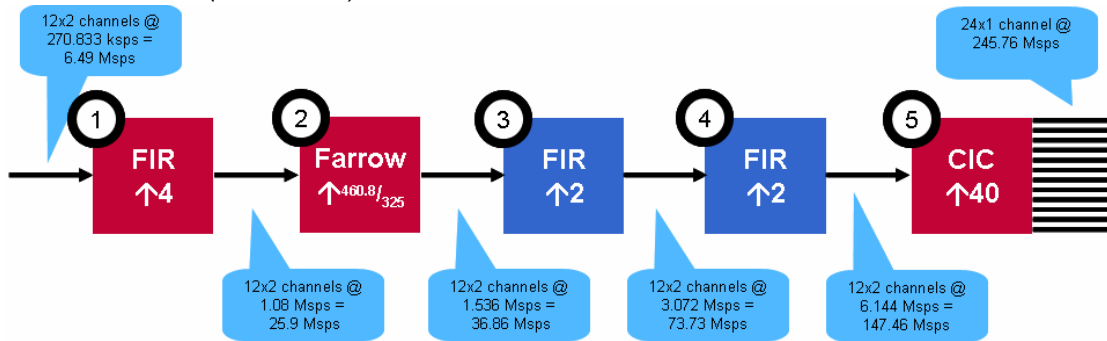 12x2 channels @
270.833 ksps =
6.49 Msps
24x1 channel @
245.76 Msps
1
FIR
↑4
2
Farrow
↑460.8/325
3
FIR
↑2
4
FIR
↑2
5
CIC
↑40
12x2 channels @
1.08 Msps =
25.9 Msps
12x2 channels @
1.536 Msps =
36.86 Msps
12x2 channels @
3.072 Msps =
73.73 Msps
12x2 channels @
6.144 Msps =
147.46 Msps